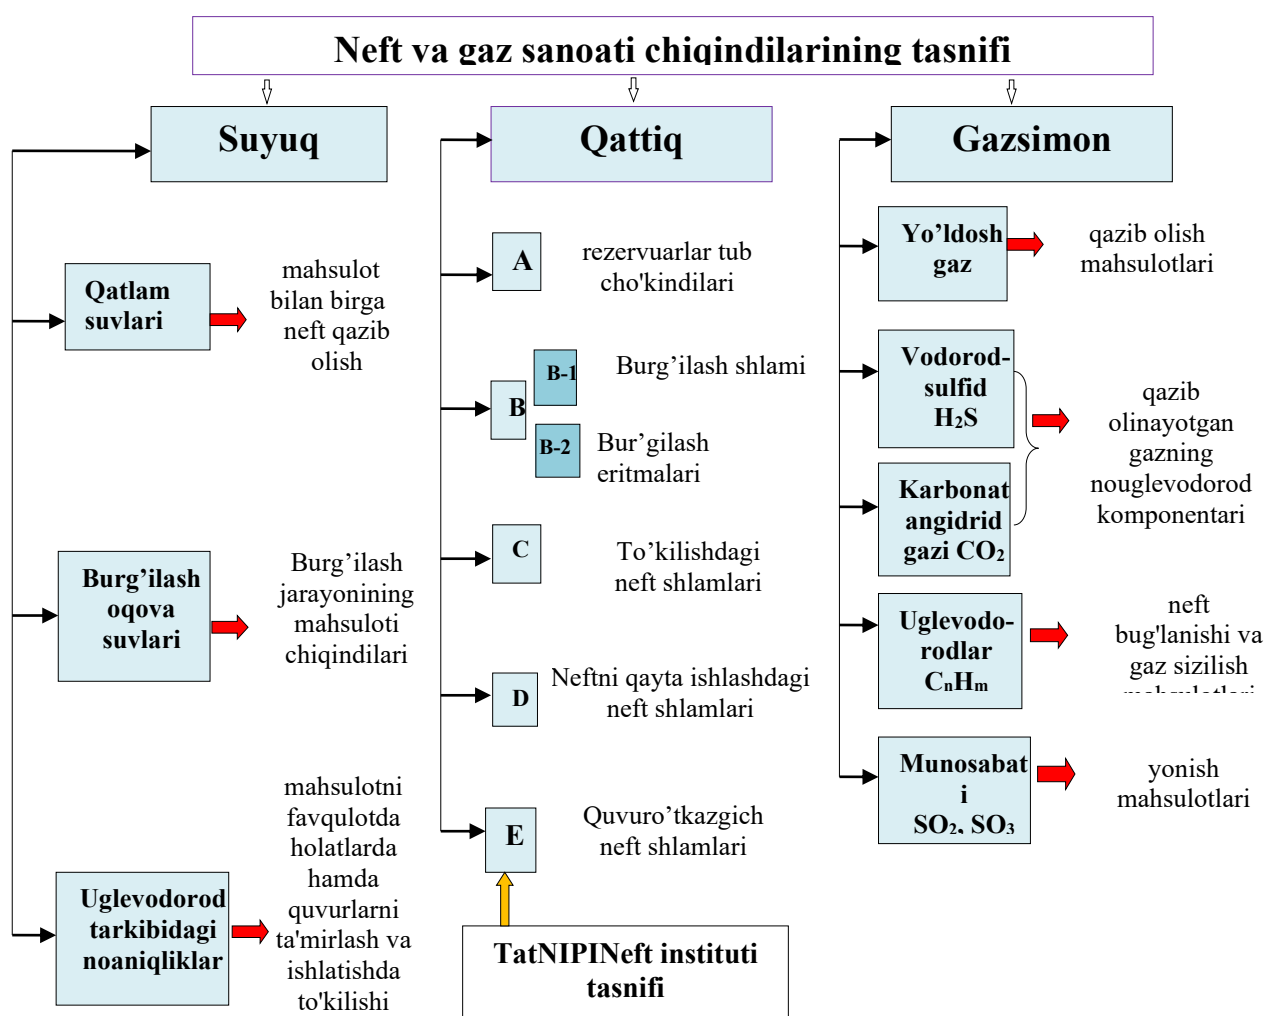 Neft va gaz sanoati chiqindilarining tasnifi
Suyuq
Qatlam
suvlari
mahsulot
bilan birga
neft qazib
olish
Burg’ilash
oqova
suvlari
Burg’ilash
jarayonining
mahsuloti
chiqindilari
Uglevodorod
tarkibidagi
noaniqliklar
mahsulotni
favqulotda
holatlarda
hamda
quvurlarni
ta'mirlash va
ishlatishda
to'kilishi
Qattiq
A
rezervuarlar tub
cho'kindilari
B
B-1
Burg’ilash shlami
B-2
Bur’gilash
eritmalari
C
To’kilishdagi
neft shlamlari
D
Neftni qayta ishlashdagi
neft shlamlari
E
Quvuro’tkazgich
neft shlamlari
TatNIPINeft instituti
tasnifi
Gazsimon
Yo’ldosh
gaz
qazib olish
mahsulotlari
Vodorod-
sulfid
H₂S
Karbonat
angidrid
gazi CO₂
qazib
olinayotgan
gazning
nouglevodorod
komponentari
Uglevodo-
rodlar
CₙHₘ
neft
bug'lanishi va
gaz sizilish
Munosabat
i
SO₂, SO₃
yonish
mahsulotlari